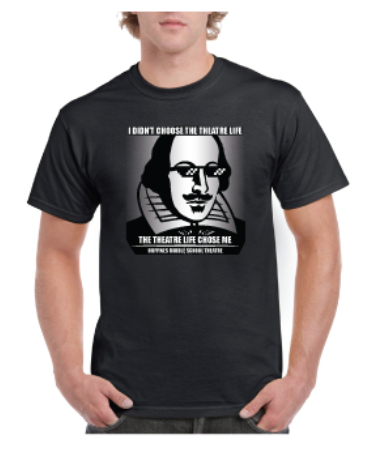 I DIDN'T CHOOSE THE THEATRE LIFE
THE THEATRE LIFE CHOSE ME
MIDDLE SCHOOL THEATRE